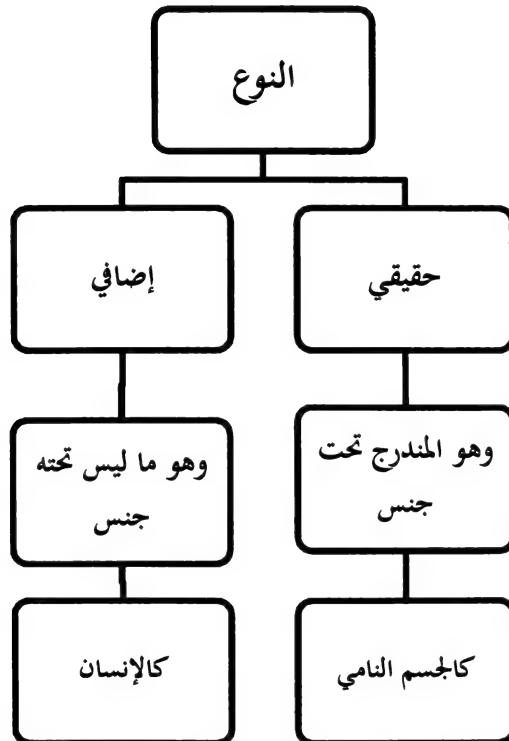 النوع
حقيقي
إضافي
وهو المندرج تحت
جنس
وهو ما ليس تحته
جنس
كالجسم النامي
كالإنسان